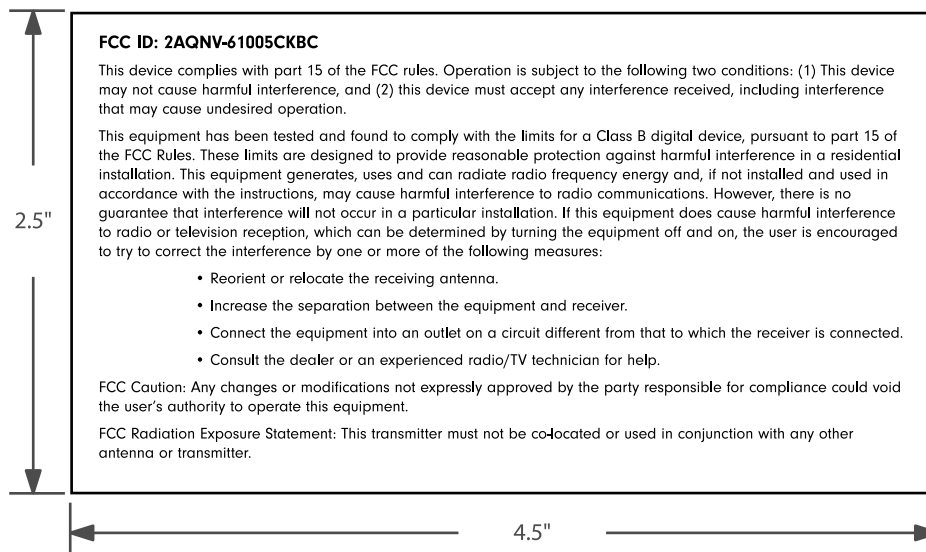 FCC ID: 2AQNV-61005CKBC
This device complies with part 15 of the FCC rules. Operation is subject to the following two conditions: (1) This device
may not cause harmful interference, and (2) this device must accept any interference received, including interference
that may cause undesired operation.
This equipment has been tested and found to comply with the limits for a Class B digital device, pursuant to part 15 of
the FCC Rules. These limits are designed to provide reasonable protection against harmful interference in a residential
installation. This equipment generates, uses and can radiate radio frequency energy and, if not installed and used in
accordance with the instructions, may cause harmful interference to radio communications. However, there is no
guarantee that interference will not occur in a particular installation. If this equipment does cause harmful interference
to radio or television reception, which can be determined by turning the equipment off and on, the user is encouraged
to try to correct the interference by one or more of the following measures:
• Reorient or relocate the receiving antenna.
• Increase the separation between the equipment and receiver.
• Connect the equipment into an outlet on a circuit different from that to which the receiver is connected.
• Consult the dealer or an experienced radio/TV technician for help.
FCC Caution: Any changes or modifications not expressly approved by the party responsible for compliance could void
the user's authority to operate this equipment.
FCC Radiation Exposure Statement: This transmitter must not be co-located or used in conjunction with any other
antenna or transmitter.
2.5"
4.5"